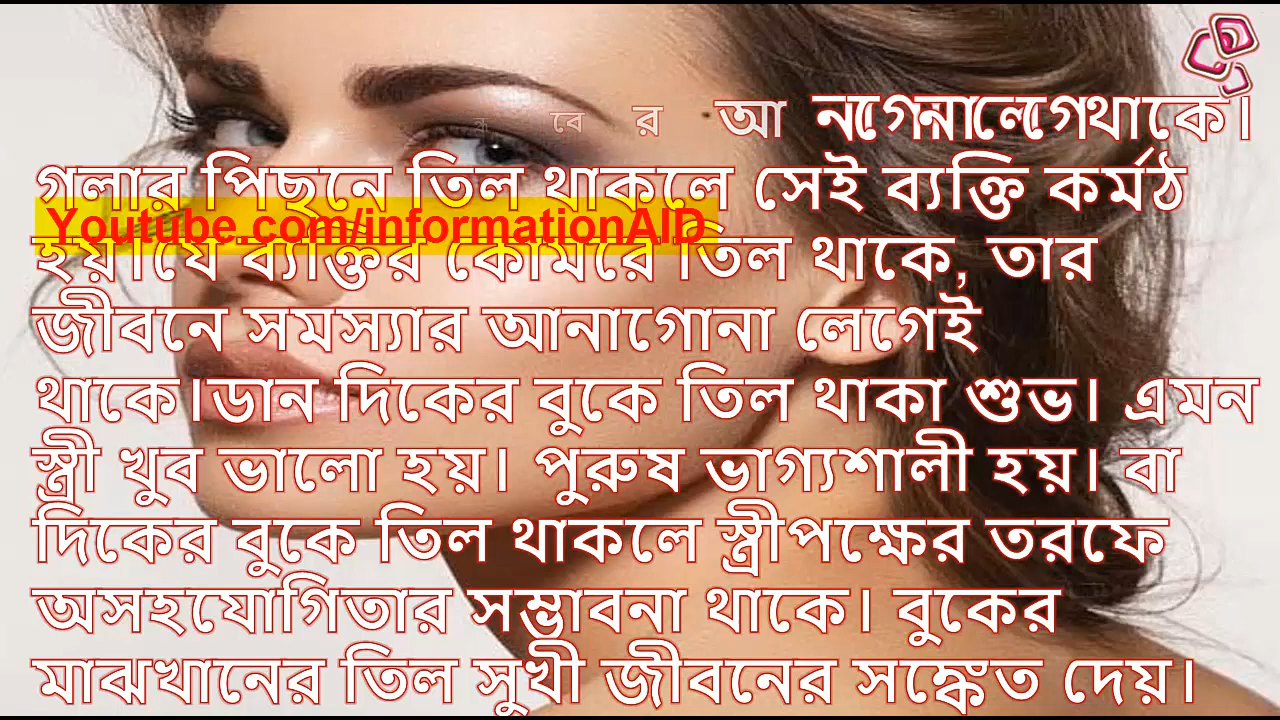 র আ নাগোনা লেগে থাকে।
গলার পিছনে তিল থাকলে সেই ব্যক্তি কর্মঠ
Youtube.com/informationAID
হয়।যে ব্যক্তির কোমরে তিল থাকে, তার
জীবনে সমস্যার আনাগোনা লেগেই
থাকে।ডান দিকের বুকে তিল থাকা শুভ। এমন
স্ত্রী খুব ভালো হয়। পুরুষ ভাগ্যশালী হয়। বা
দিকের বুকে তিল থাকলে স্ত্রীপক্ষের তরফে
অসহযোগিতার সম্ভাবনা থাকে। বুকের
মাঝখানের তিল সুখী জীবনের সঙ্কেত দেয়।